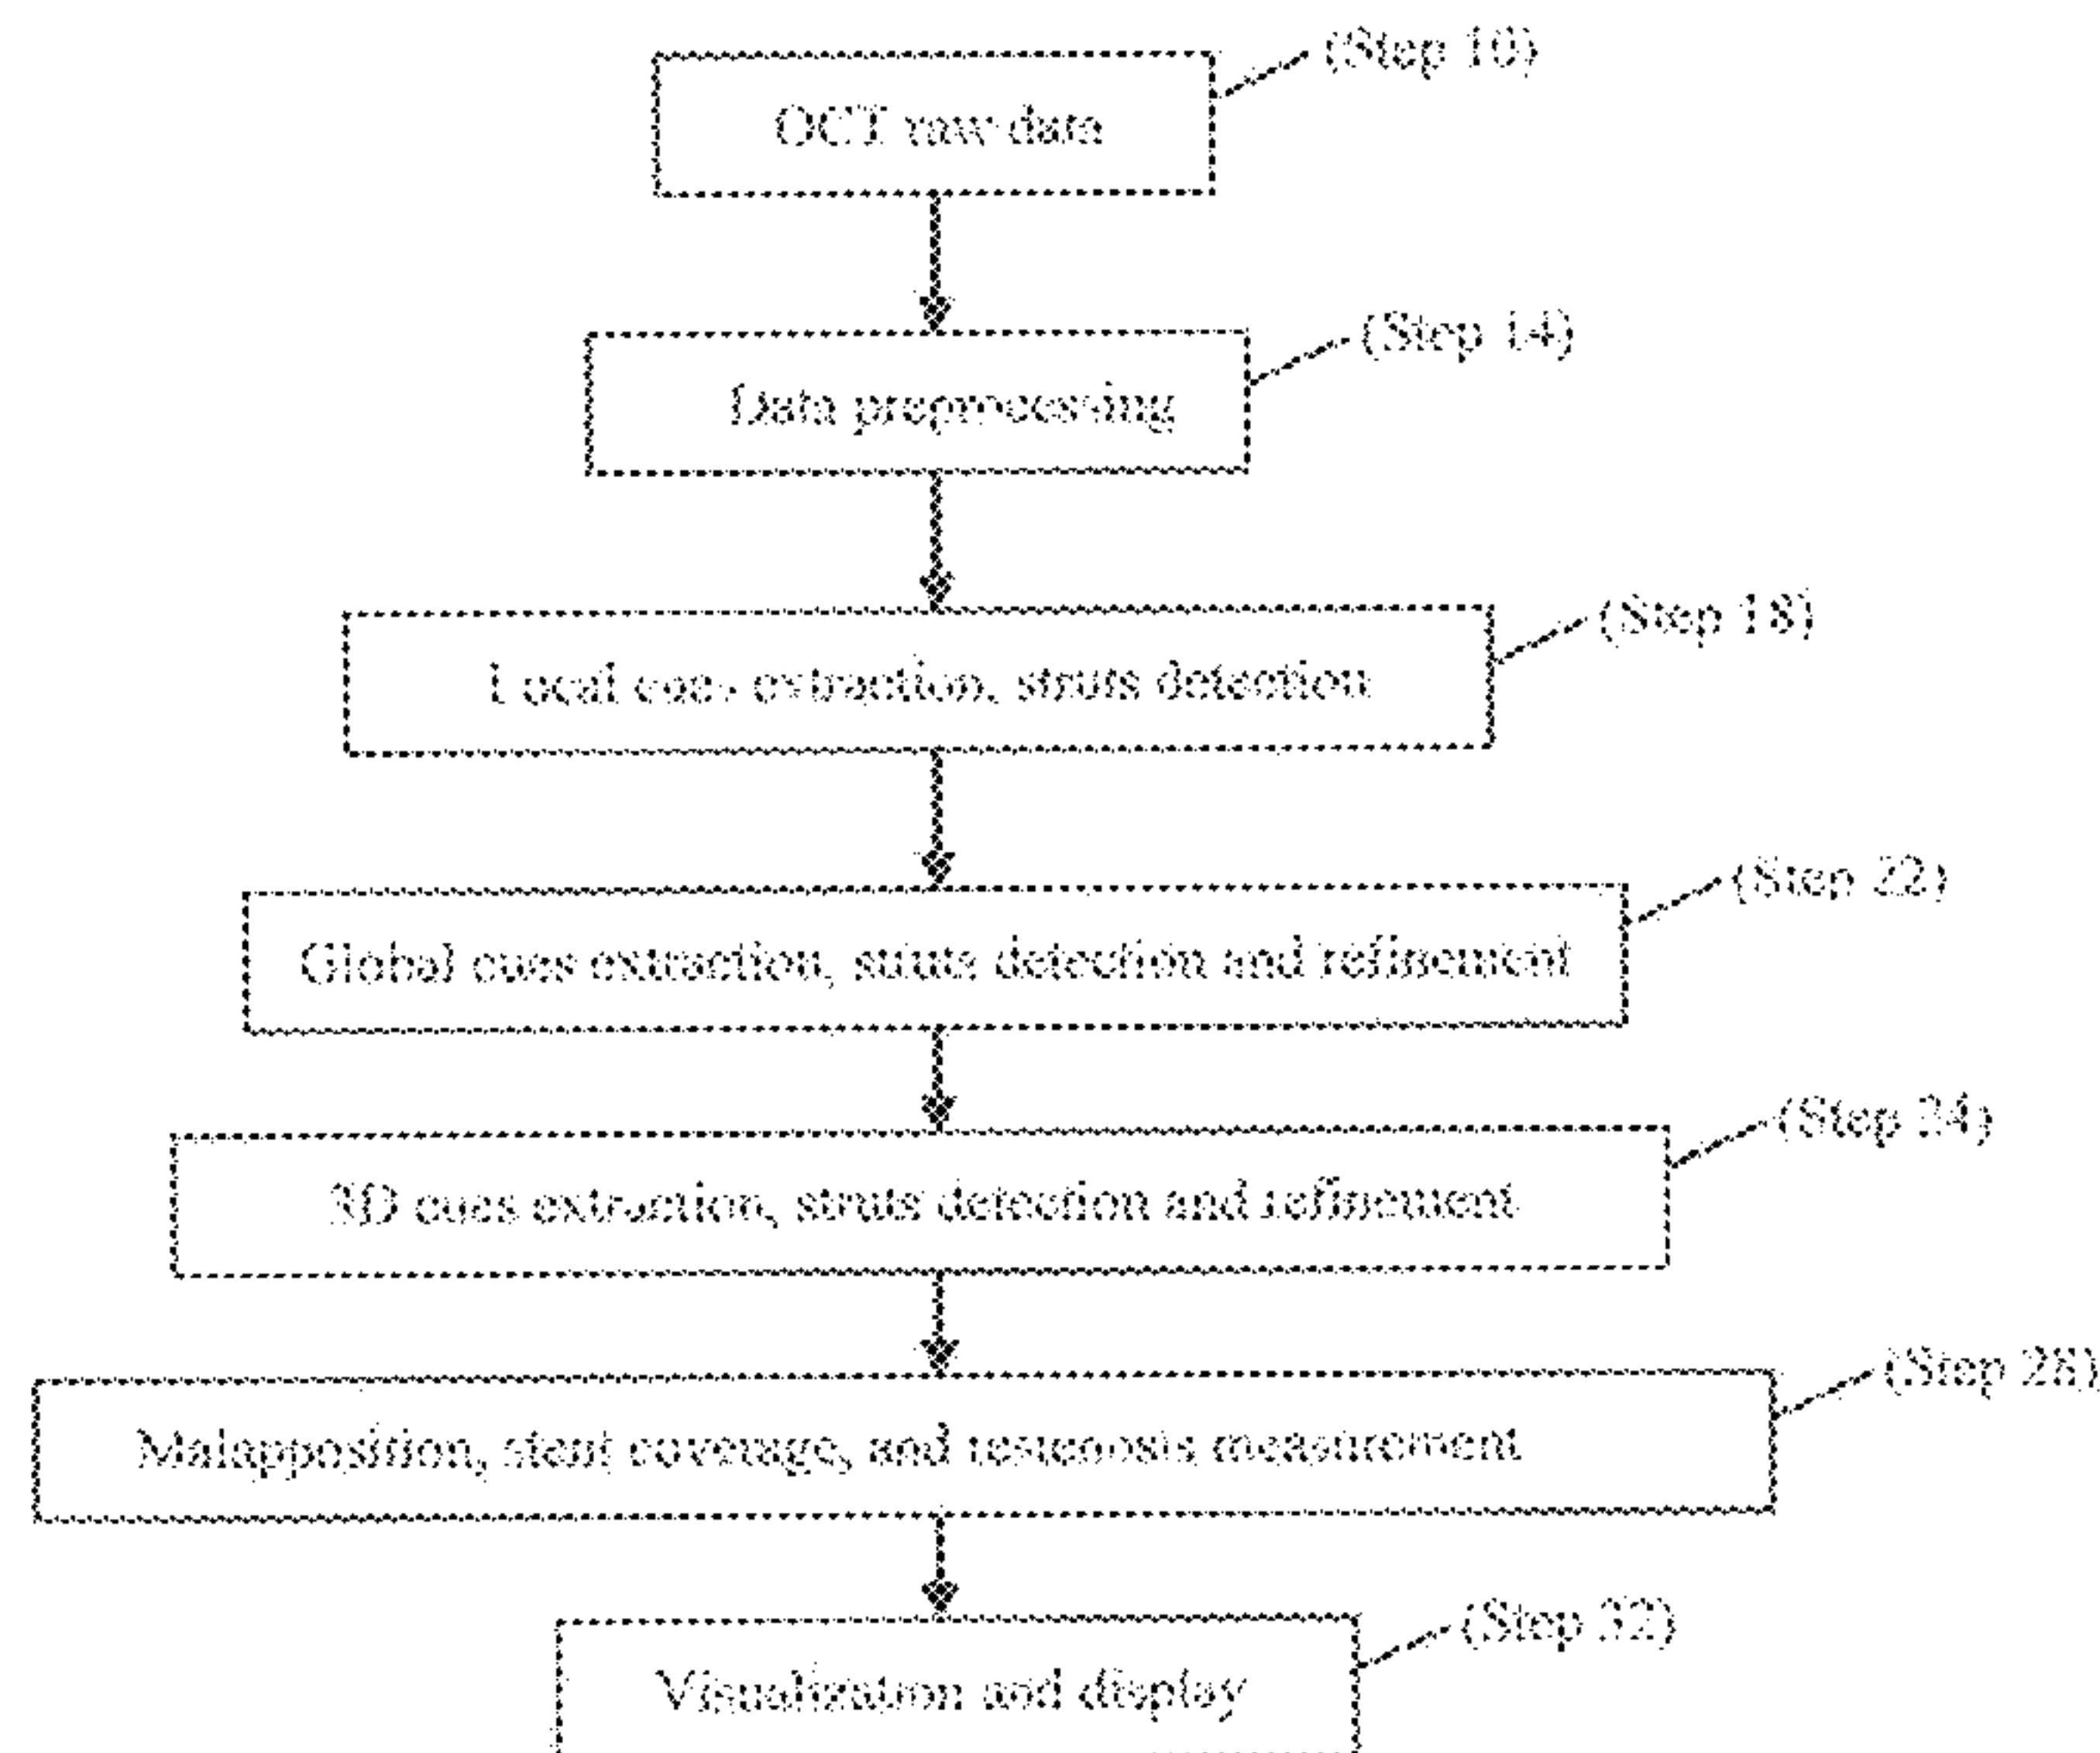 (Step 10)
OCT raw data
(Step 14)
Data preprocessing
(Step 18)
Local cues extraction, struts detection
(Step 22)
Global cues extraction, struts detection and refinement
(Step 24)
3D cues extraction, struts detection and refinement
(Step 28)
Malapposition, stent coverage, and restenosis measurement
(Step 32)
Visualization and display